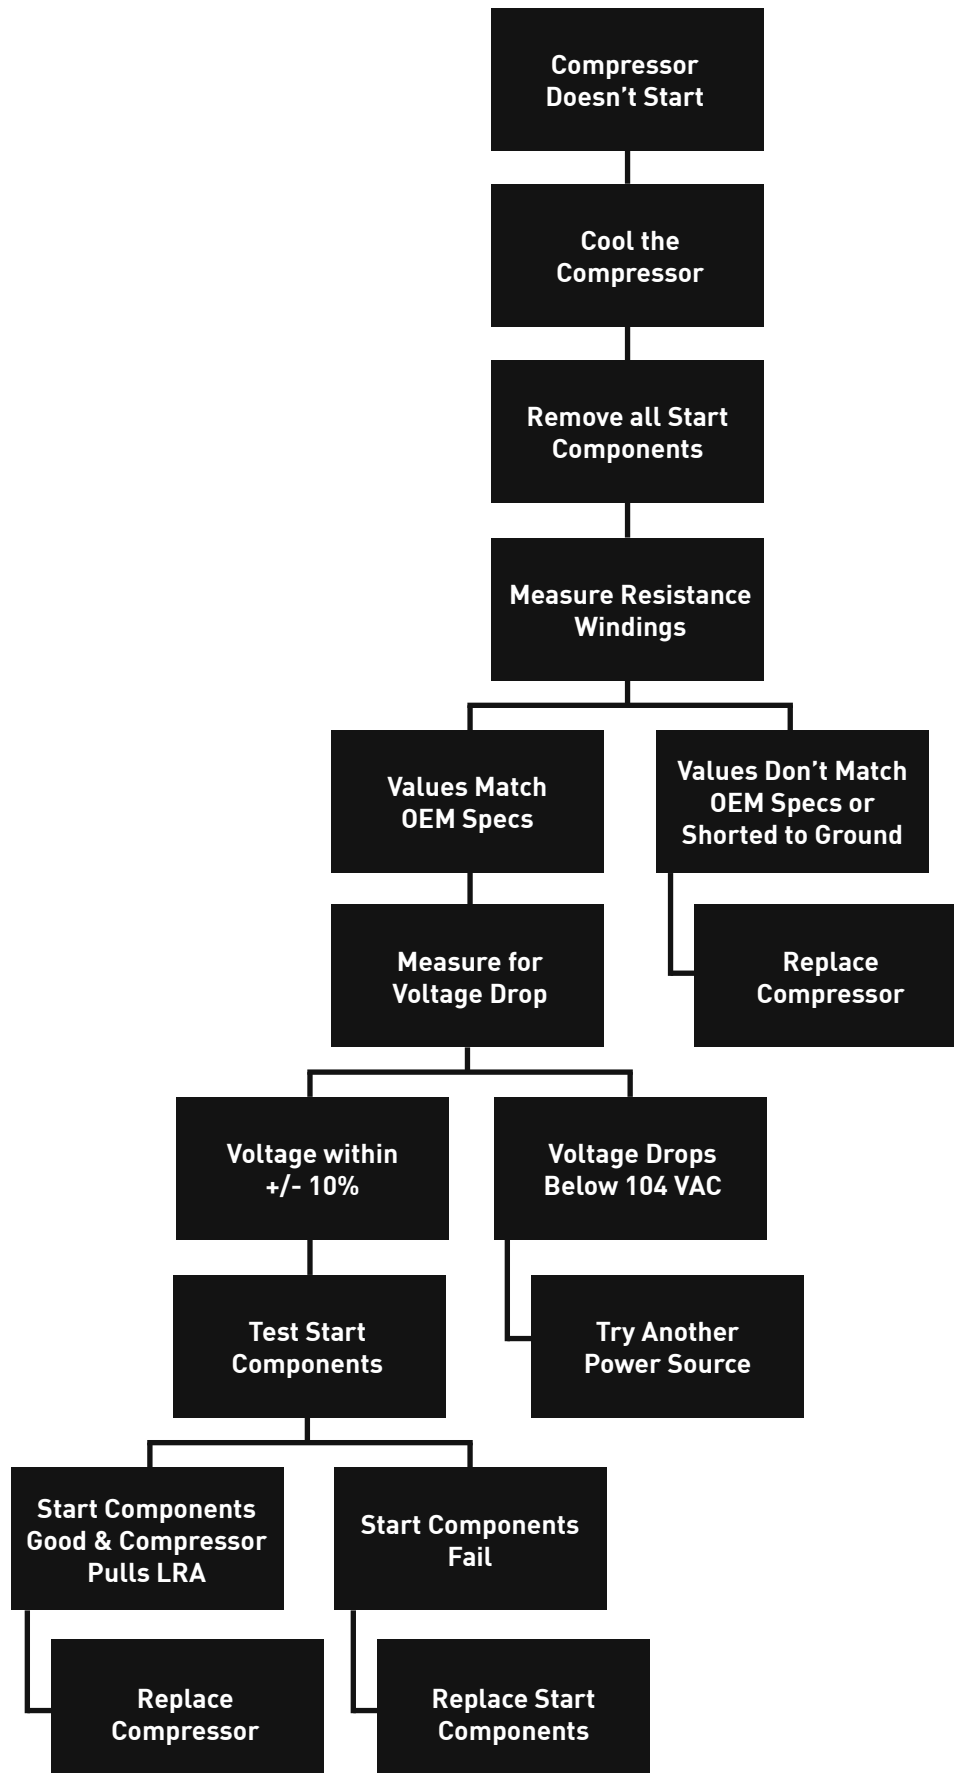 Compressor
Doesn't Start
Cool the
Compressor
Remove all Start
Components
Measure Resistance
Windings
Values Match
OEM Specs
Values Don't Match
OEM Specs or
Shorted to Ground
Measure for
Voltage Drop
Replace
Compressor
Voltage within
+/- 10%
Voltage Drops
Below 104 VAC
Test Start
Components
Try Another
Power Source
Start Components
Good & Compressor
Pulls LRA
Start Components
Fail
Replace
Compressor
Replace Start
Components